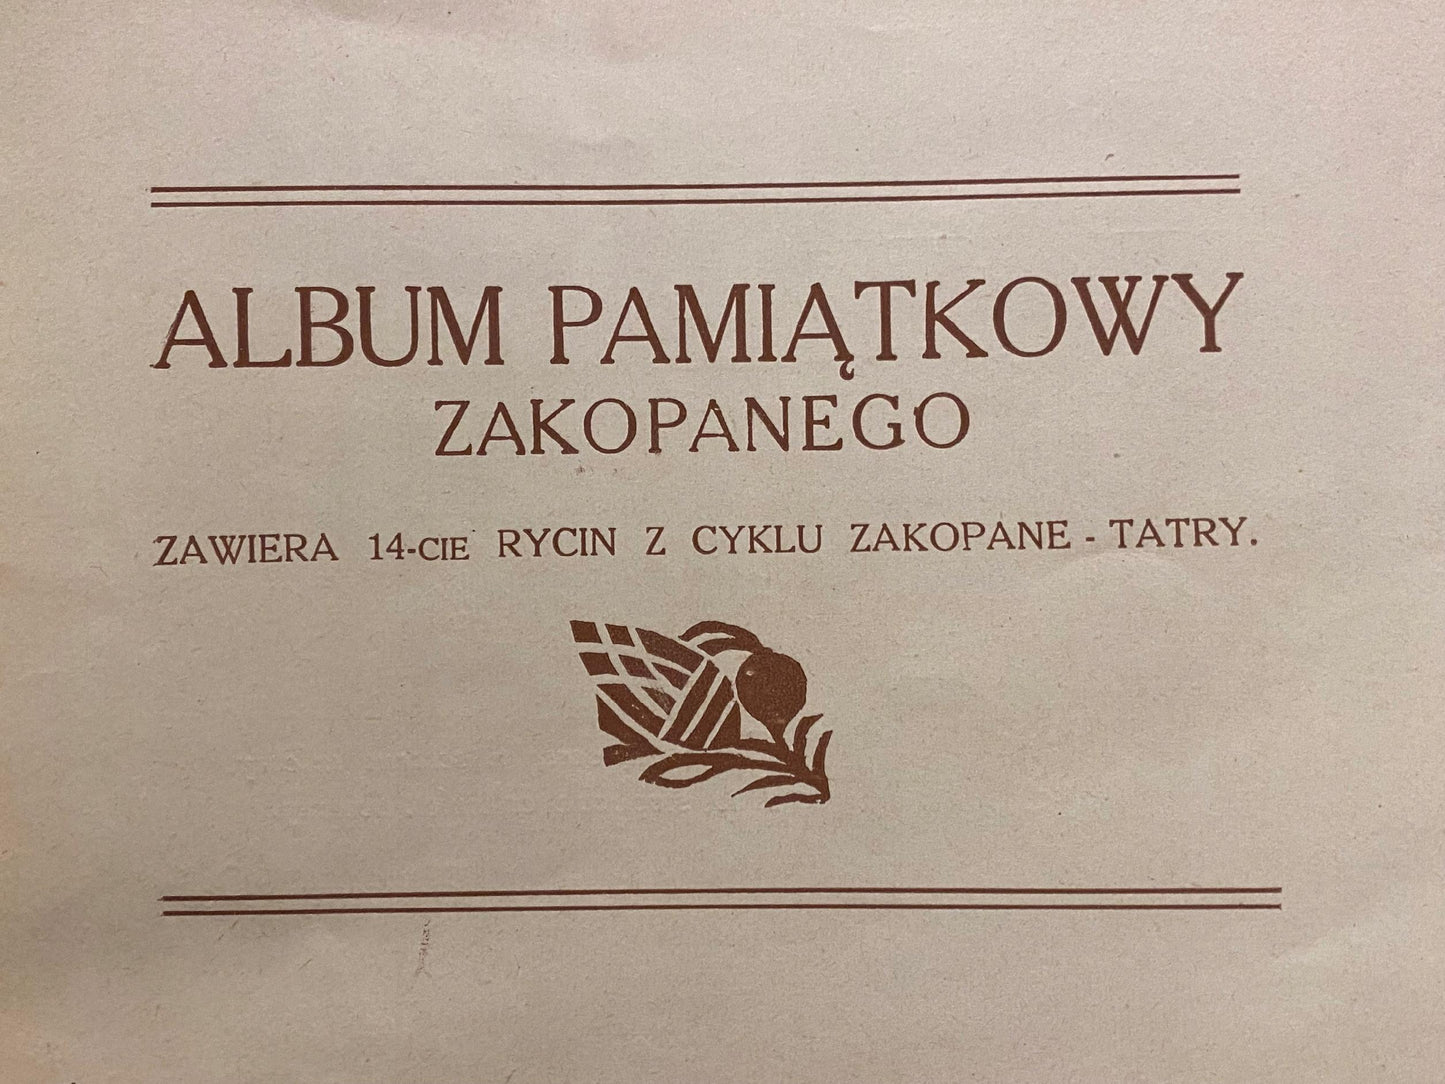 ALBUM PAMIĄTKOWY
ZAKOPANEGO
ZAWIERA 14-CIE RYCIN Z CYKLU ZAKOPANE - TATRY.